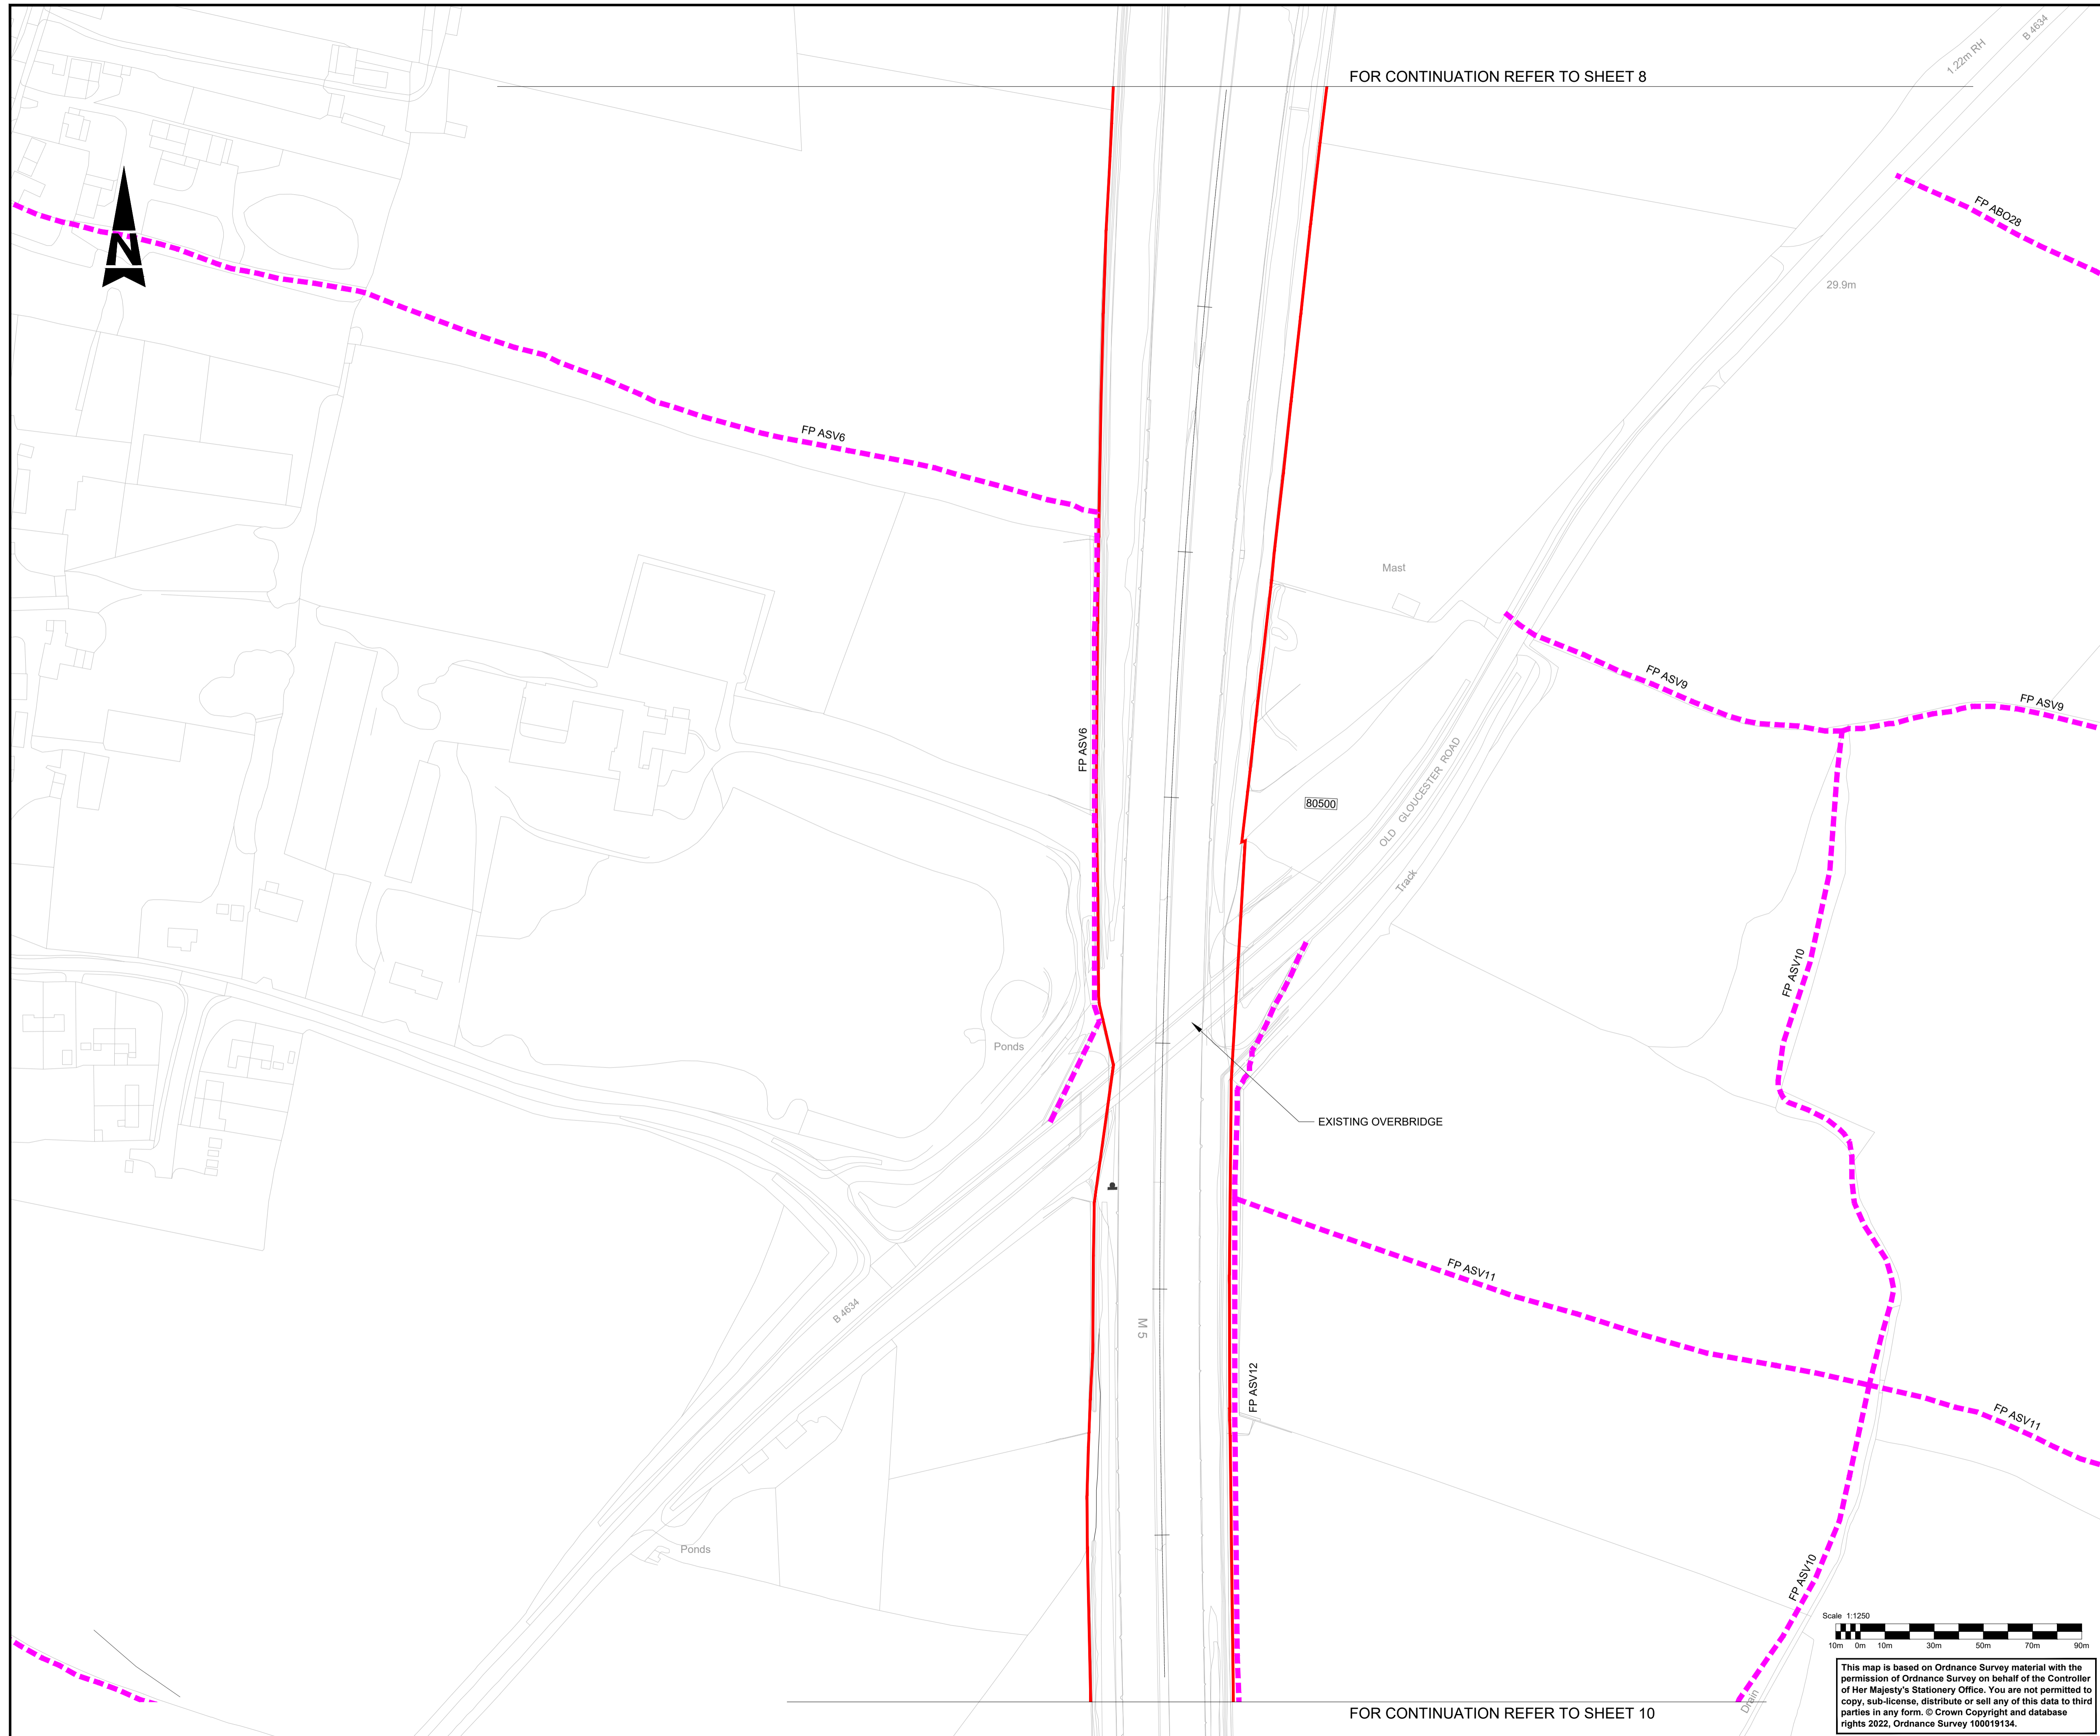 B 4634
1.22m RH
FOR CONTINUATION REFER TO SHEET 8
FP ABO28
N
29.9m
FP ASV6
Mast
FP ASV9
FP ASV9
FP ASV6
OLD GLOUCESTER ROAD
80500
Track
FP ASV10
Ponds
EXISTING OVERBRIDGE
FP ASV11
B 4634
M 5
FP ASV12
FP ASV11
Ponds
FP ASV10
Scale 1:1250
10m 0m 10m 30m 50m 70m 90m
This map is based on Ordnance Survey material with the
permission of Ordnance Survey on behalf of the Controller
of Her Majesty's Stationery Office. You are not permitted to
copy, sub-license, distribute or sell any of this data to third
parties in any form. © Crown Copyright and database
rights 2022, Ordnance Survey 100019134.
Drain
FOR CONTINUATION REFER TO SHEET 10